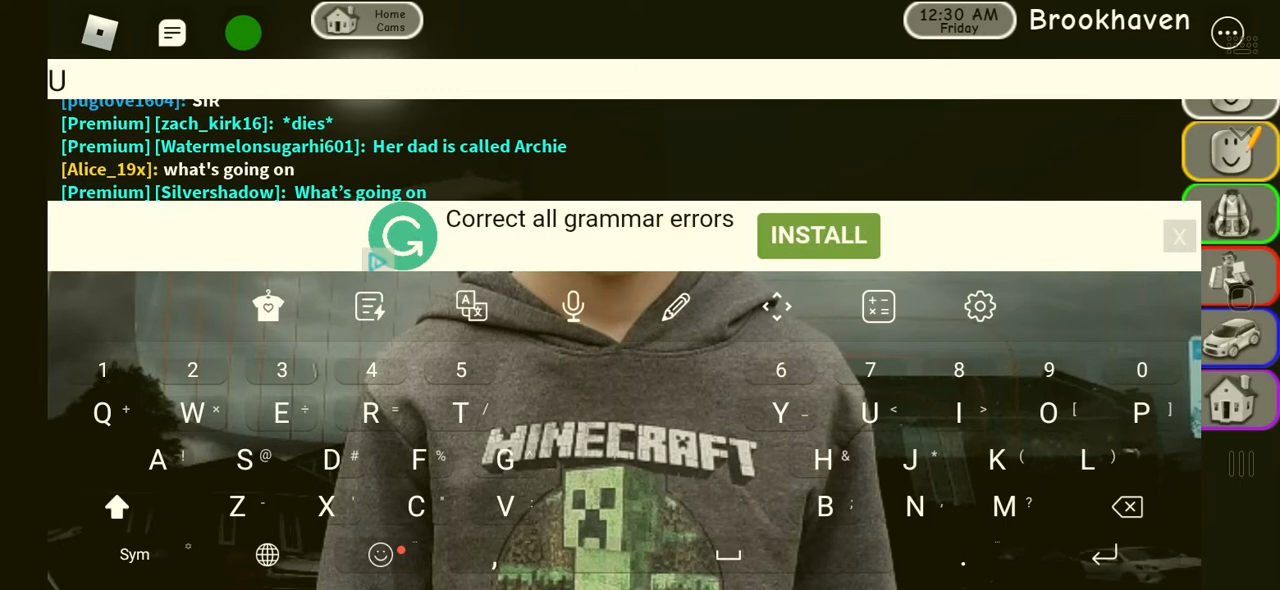 Home
Cams
12:30 AM
Friday
Brookhaven
U
[puglove1604]: SIR
[Premium] [zach_kirk16]: *dies*
[Premium] [Watermelonsugarhi601]: Her dad is called Archie
[Alice_19x]: what's going on
[Premium] [Silvershadow]: What's going on
Correct all grammar errors
INSTALL
X
1 2 3 \ 4 5 6 7 8 9 0
Q + W × E ÷ R = T / Y _ U < I > O [ P ]
A ! S @ D # F % G H & J * K ( L )
MINECRAFT
Z - X ' C " V : B ; N , M ?
Sym , .